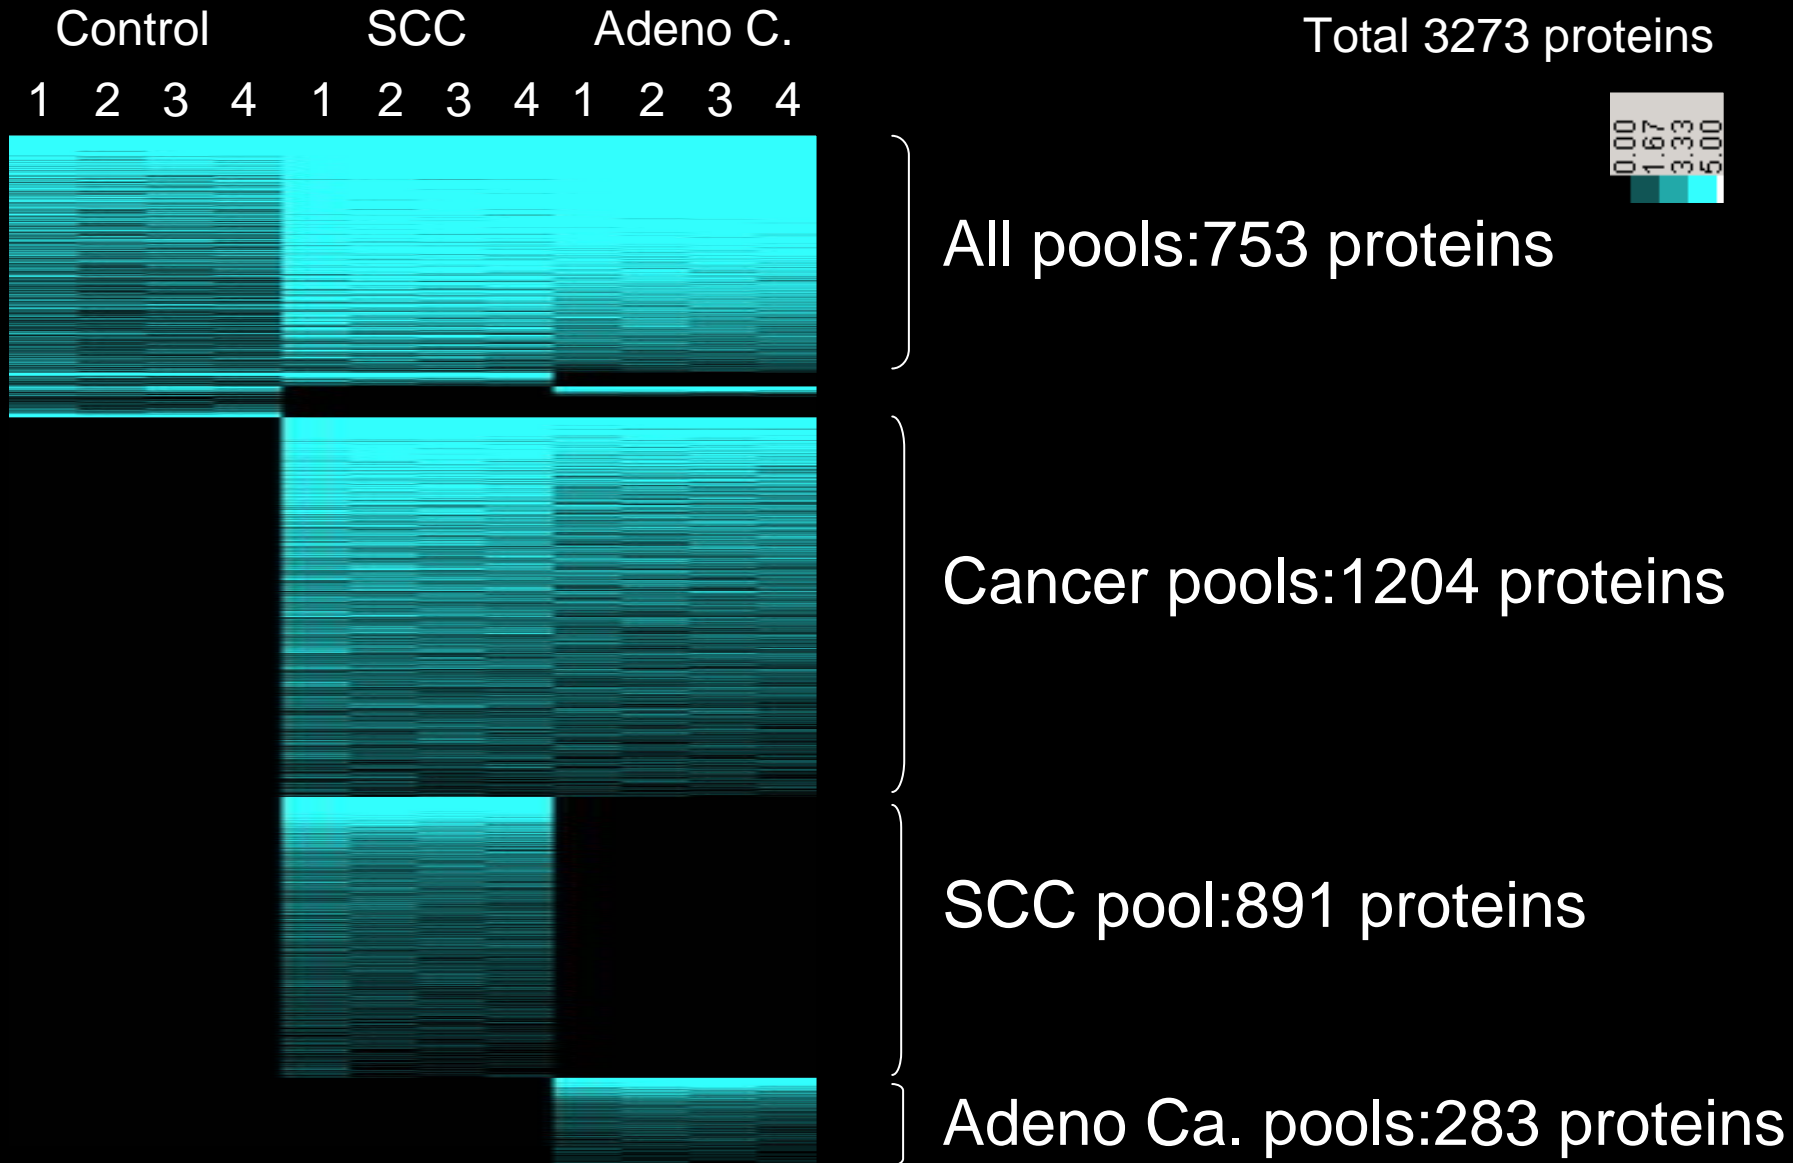 Control SCC Adeno C. Total 3273 proteins
1 2 3 4 1 2 3 4 1 2 3 4
0.00
1.67
3.33
5.00
All pools:753 proteins
Cancer pools:1204 proteins
SCC pool:891 proteins
Adeno Ca. pools:283 proteins